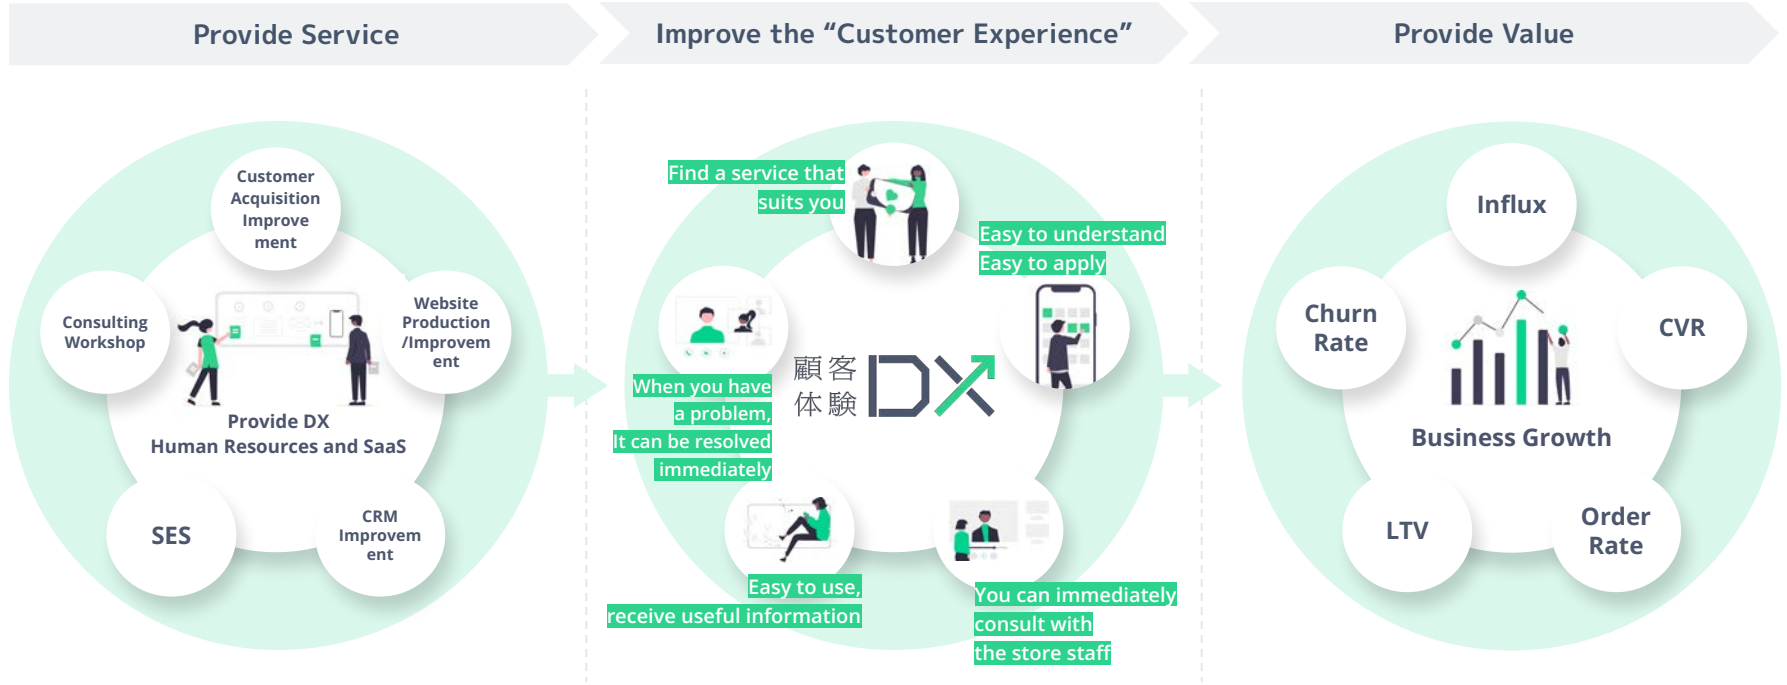 Provide Service
Improve the “Customer Experience”
Provide Value
Customer
Acquisition
Improve
ment
Consulting
Workshop
Website
Production
/Improvem
ent
Provide DX
Human Resources and SaaS
SES
CRM
Improvem
ent
Find a service that
suits you
Easy to understand
Easy to apply
When you have
a problem,
It can be resolved
immediately
顧客
体験
DX
Easy to use,
receive useful information
You can immediately
consult with
the store staff
Influx
Churn
Rate
CVR
Business Growth
LTV
Order
Rate